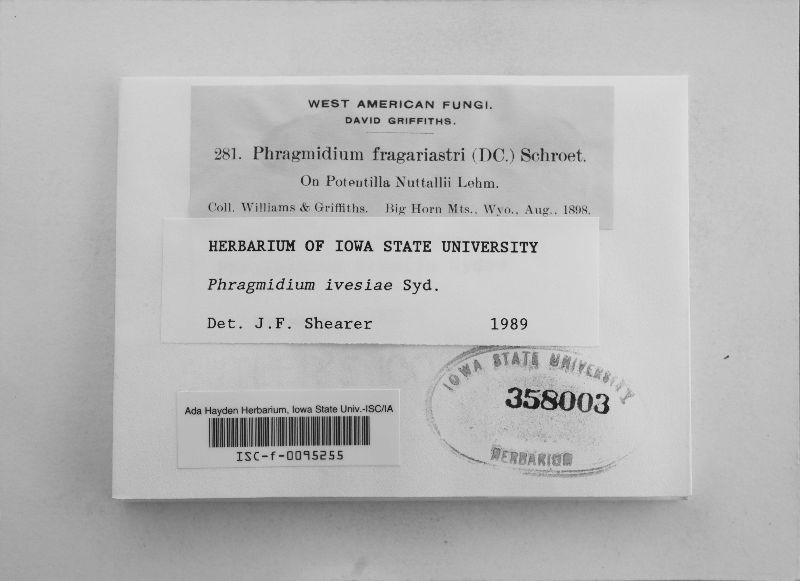 WEST AMERICAN FUNGI.
DAVID GRIFFITHS.
281. Phragmidium fragariastri (DC.) Schroet.
On Potentilla Nuttallii Lehm.
Coll. Williams & Griffiths. Big Horn Mts., Wyo., Aug., 1898.
HERBARIUM OF IOWA STATE UNIVERSITY
Phragmidium ivesiae Syd.
Det. J.F. Shearer 1989
IOWA STATE UNIVERSITY
358003
HERBARIUM
Ada Hayden Herbarium, Iowa State Univ.-ISC/IA
ISC-f-0095255